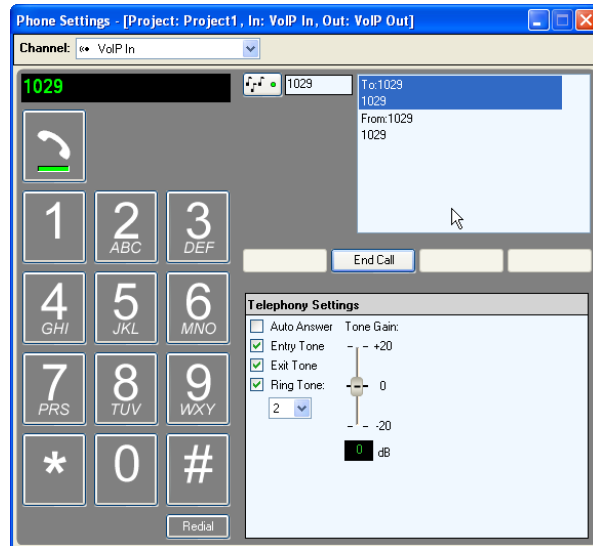 Phone Settings - [Project: Project1, In: VoIP In, Out: VoIP Out]
Channel: VoIP In
1029
1029
To:1029
1029
From:1029
1029
End Call
1
2
ABC
3
DEF
4
GHI
5
JKL
6
MNO
7
PRS
8
TUV
9
WXY
*
0
#
Redial
Telephony Settings
Auto Answer
Entry Tone
Exit Tone
Ring Tone:
2
Tone Gain:
+20
0
-20
0 dB